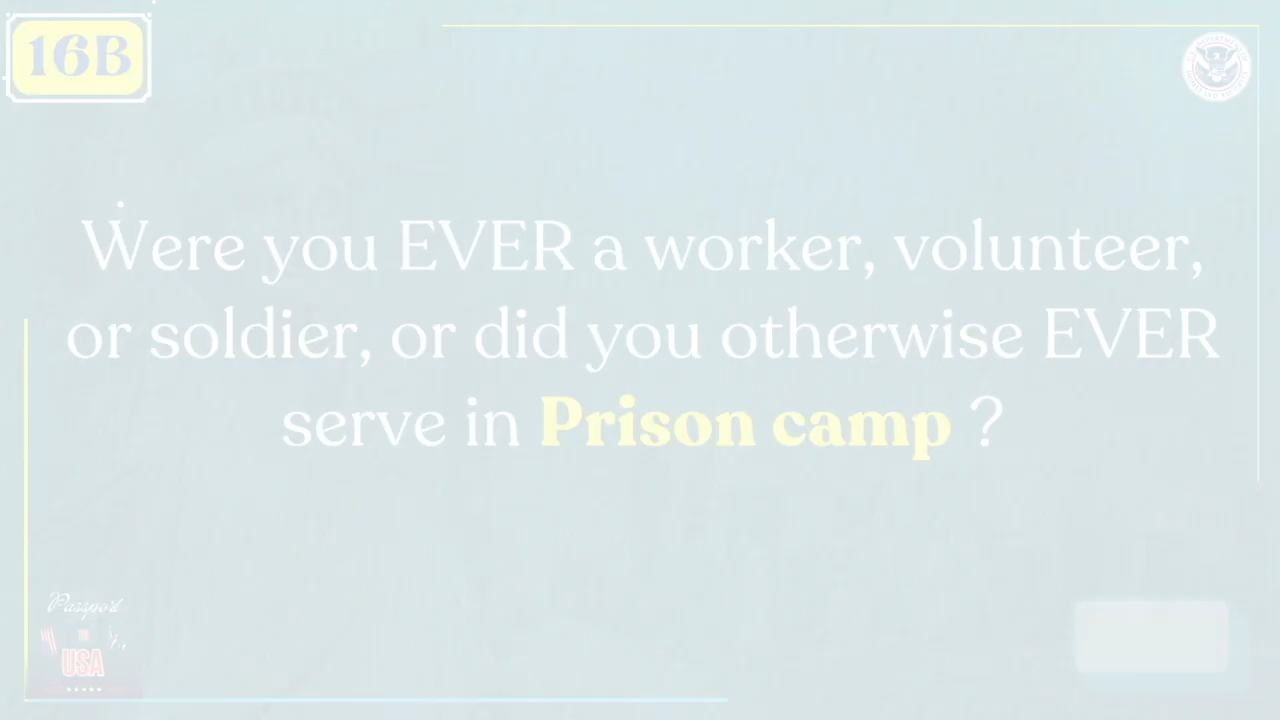 16B
Were you EVER a worker, volunteer,
or soldier, or did you otherwise EVER
serve in Prison camp ?
Passport
USA